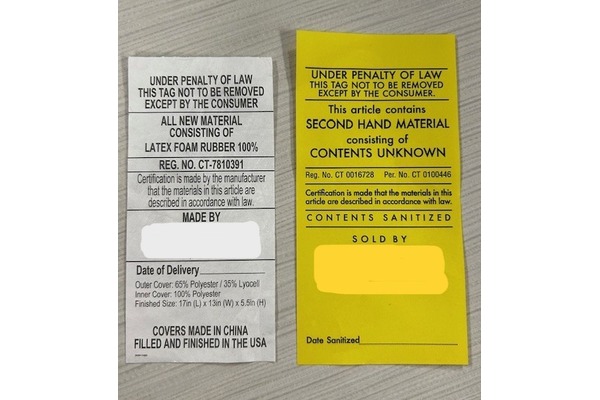 UNDER PENALTY OF LAW
THIS TAG NOT TO BE REMOVED
EXCEPT BY THE CONSUMER
ALL NEW MATERIAL
CONSISTING OF
LATEX FOAM RUBBER 100%
REG. NO. CT-7810391
Certification is made by the manufacturer
that the materials in this article are
described in accordance with law.
MADE BY
Date of Delivery
Outer Cover: 65% Polyester / 35% Lyocell
Inner Cover: 100% Polyester
Finished Size: 17in (L) x 13in (W) x 5.5in (H)
COVERS MADE IN CHINA
FILLED AND FINISHED IN THE USA
UNDER PENALTY OF LAW
THIS TAG NOT TO BE REMOVED
EXCEPT BY THE CONSUMER.
This article contains
SECOND HAND MATERIAL
consisting of
CONTENTS UNKNOWN
Reg. No. CT 0016728 Per. No. CT 0100446
Certification is made that the materials in this
article are described in accordance with law.
CONTENTS SANITIZED
SOLD BY
Date Sanitized